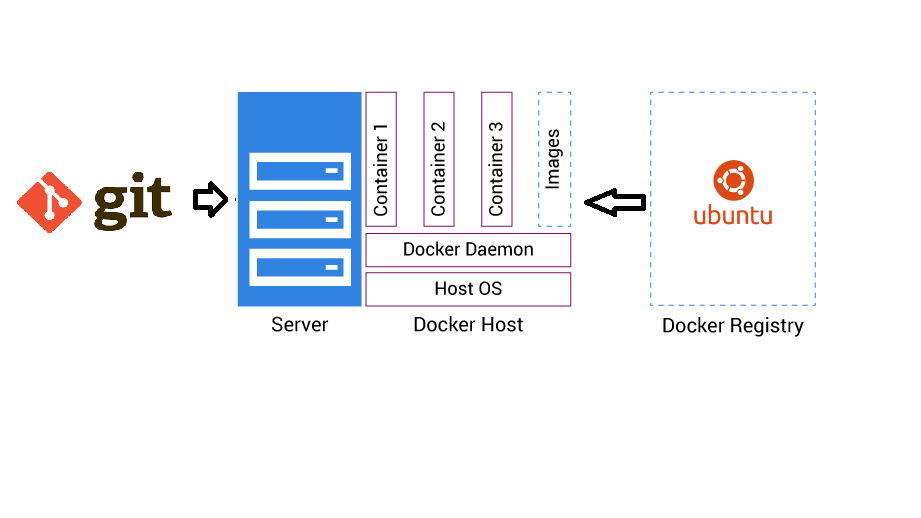 git
Container 1
Container 2
Container 3
Images
Docker Daemon
Host OS
ubuntu
Server
Docker Host
Docker Registry